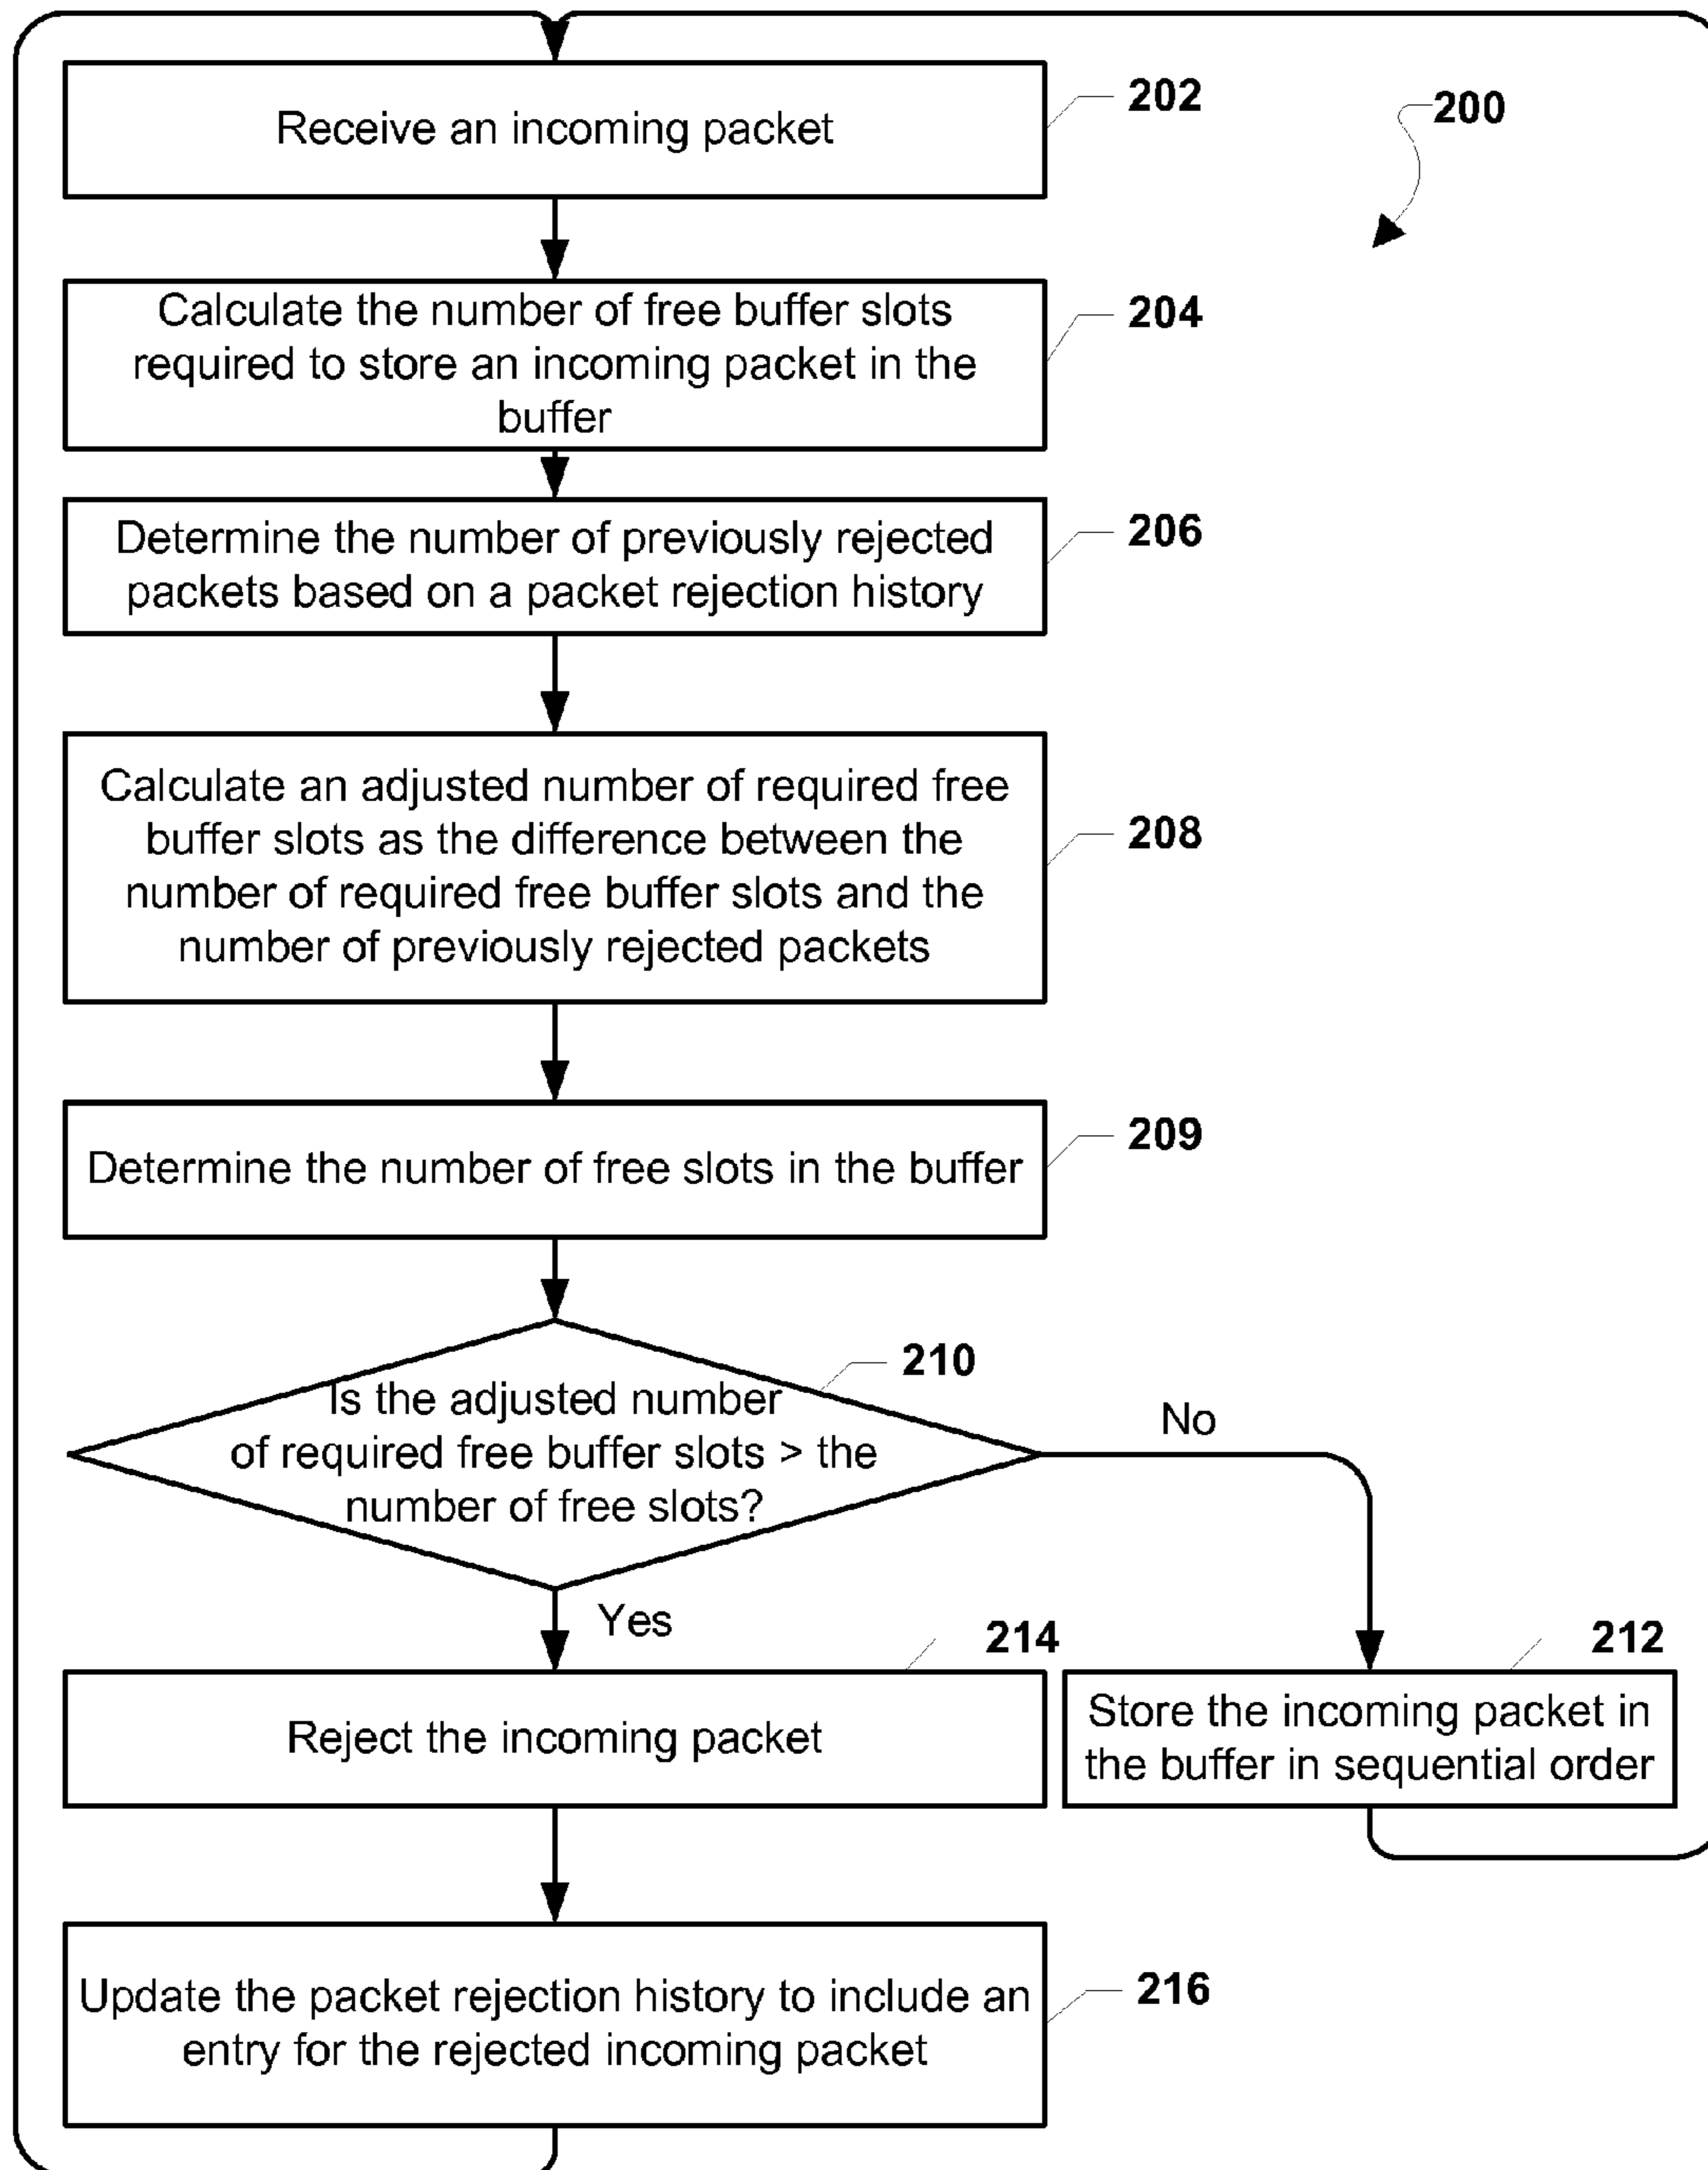 Receive an incoming packet
202
200
Calculate the number of free buffer slots
required to store an incoming packet in the
buffer
204
Determine the number of previously rejected
packets based on a packet rejection history
206
Calculate an adjusted number of required free
buffer slots as the difference between the
number of required free buffer slots and the
number of previously rejected packets
208
Determine the number of free slots in the buffer
209
210
Is the adjusted number
of required free buffer slots > the
number of free slots?
No
Yes
214
Reject the incoming packet
212
Store the incoming packet in
the buffer in sequential order
Update the packet rejection history to include an
entry for the rejected incoming packet
216